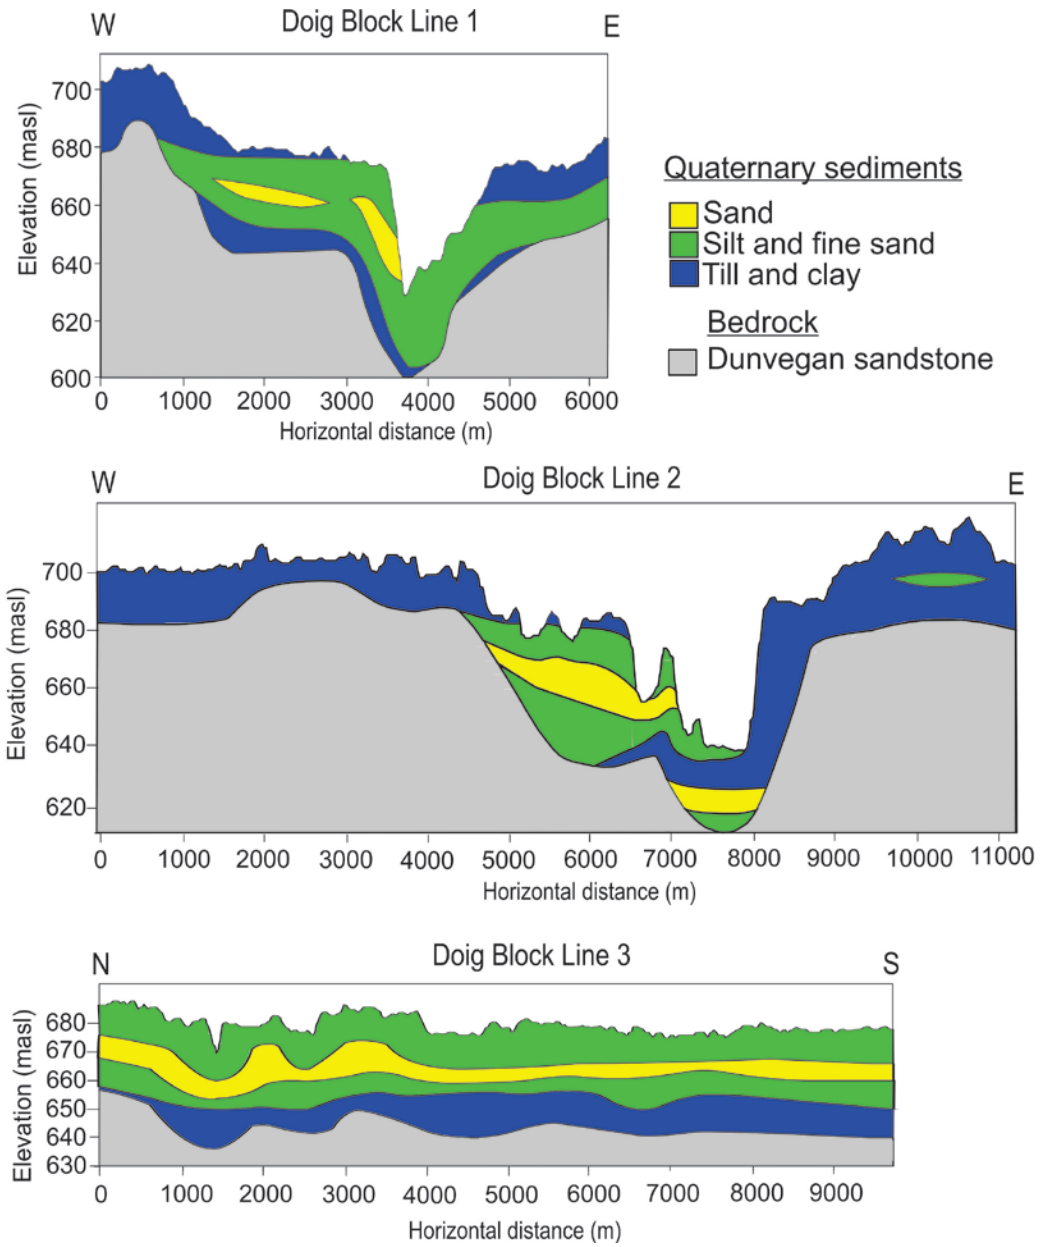 W Doig Block Line 1 E
700
680
660
640
620
600
Elevation (masl)
0 1000 2000 3000 4000 5000 6000
Horizontal distance (m)
Quaternary sediments
Sand
Silt and fine sand
Till and clay
Bedrock
Dunvegan sandstone
W Doig Block Line 2 E
700
680
660
640
620
Elevation (masl)
0 1000 2000 3000 4000 5000 6000 7000 8000 9000 10000 11000
Horizontal distance (m)
N Doig Block Line 3 S
680
670
660
650
640
630
Elevation (masl)
0 1000 2000 3000 4000 5000 6000 7000 8000 9000
Horizontal distance (m)